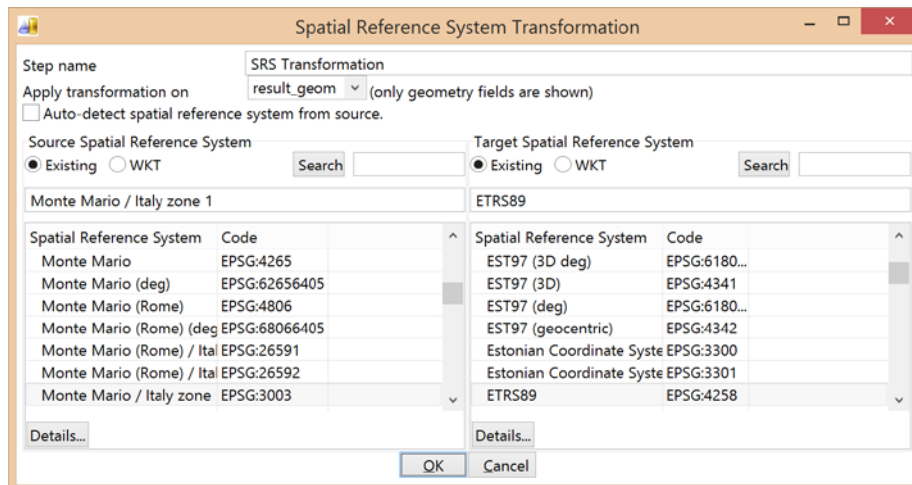 Spatial Reference System Transformation
Step name SRS Transformation
Apply transformation on result_geom (only geometry fields are shown)
Auto-detect spatial reference system from source.
Source Spatial Reference System
Existing WKT Search
Monte Mario / Italy zone 1
Spatial Reference System Code
Monte Mario EPSG:4265
Monte Mario (deg) EPSG:62656405
Monte Mario (Rome) EPSG:4806
Monte Mario (Rome) (deg EPSG:68066405
Monte Mario (Rome) / Ital EPSG:26591
Monte Mario (Rome) / Ital EPSG:26592
Monte Mario / Italy zone EPSG:3003
Details...
Target Spatial Reference System
Existing WKT Search
ETRS89
Spatial Reference System Code
EST97 (3D deg) EPSG:6180...
EST97 (3D) EPSG:4341
EST97 (deg) EPSG:6180...
EST97 (geocentric) EPSG:4342
Estonian Coordinate Syste EPSG:3300
Estonian Coordinate Syste EPSG:3301
ETRS89 EPSG:4258
Details...
OK Cancel